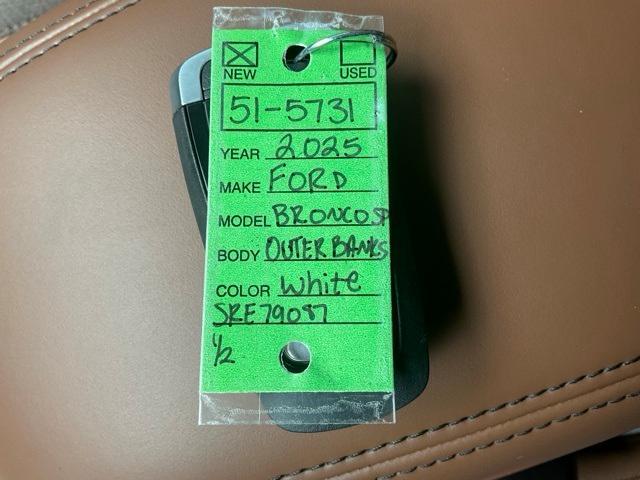 NEW USED
51-5731
YEAR 2025
MAKE FORD
MODEL BRONCO SP
BODY OUTER BANKS
COLOR White
SRE79087
1/2